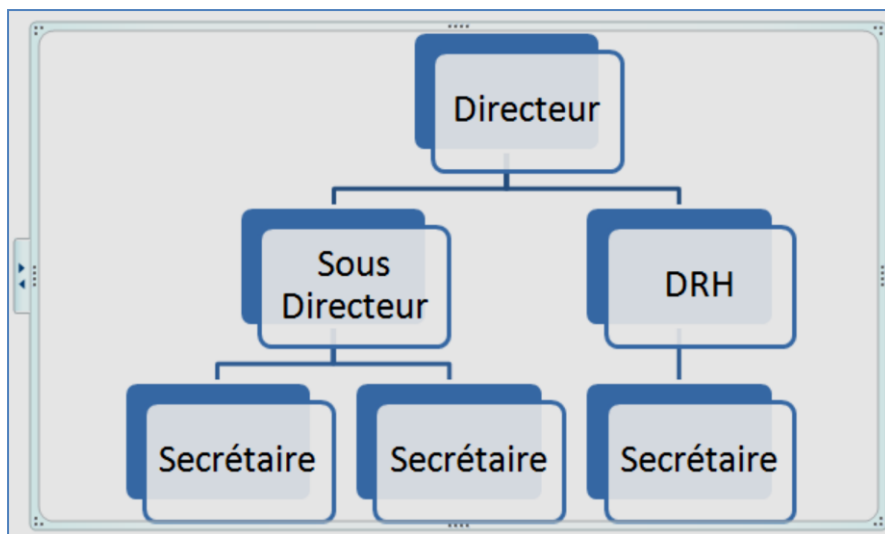 Directeur
Sous
Directeur
DRH
Secrétaire
Secrétaire
Secrétaire